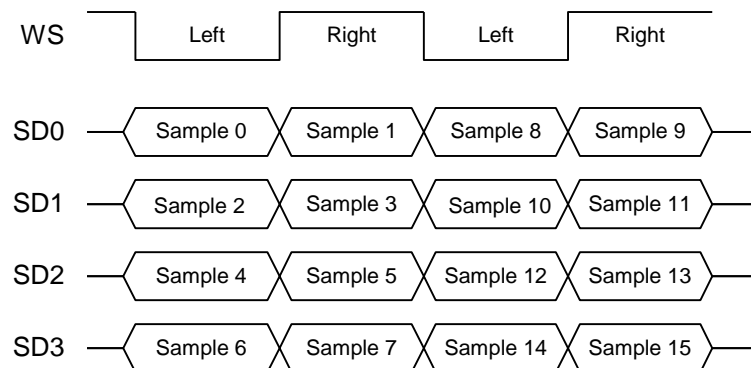 WS Left Right Left Right
SD0 Sample 0 Sample 1 Sample 8 Sample 9
SD1 Sample 2 Sample 3 Sample 10 Sample 11
SD2 Sample 4 Sample 5 Sample 12 Sample 13
SD3 Sample 6 Sample 7 Sample 14 Sample 15